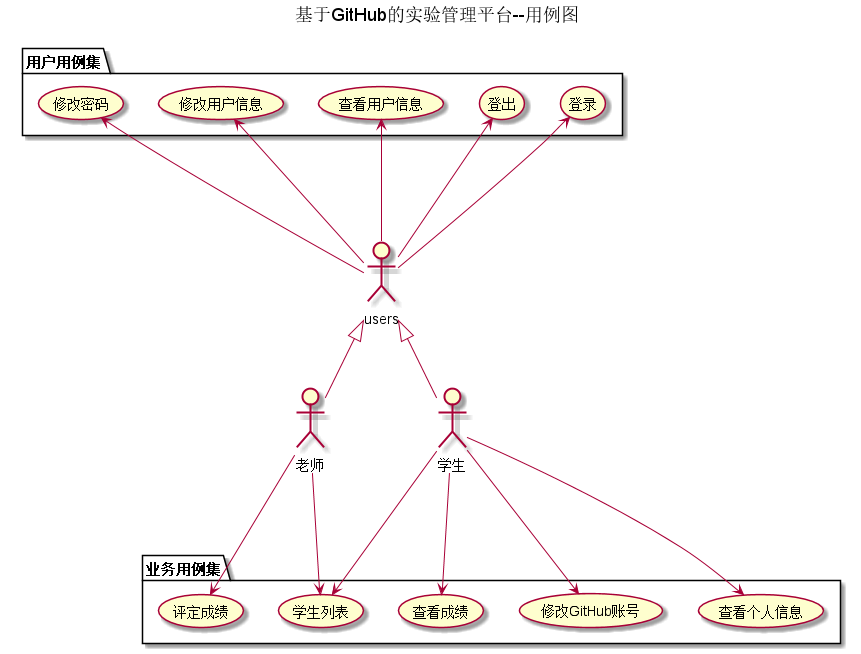 基于GitHub的实验管理平台--用例图
用户用例集
修改密码
修改用户信息
查看用户信息
登出
登录
users
老师
学生
业务用例集
评定成绩
学生列表
查看成绩
修改GitHub账号
查看个人信息